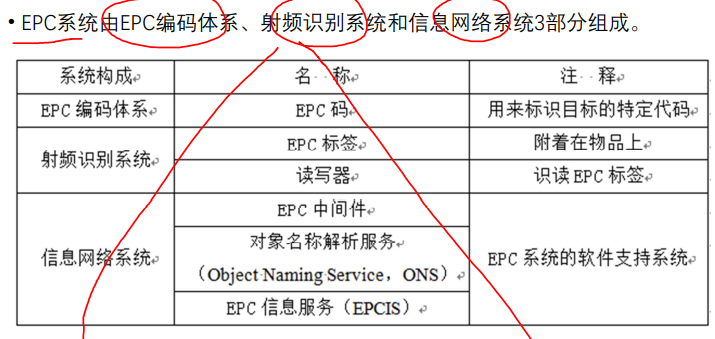 • EPC系统由EPC编码体系、射频识别系统和信息网络系统3部分组成。
系统构成 名 称 注 释
EPC 编码体系 EPC 码 用来标识目标的特定代码
射频识别系统 EPC 标签 附着在物品上
读写器 识读 EPC 标签
信息网络系统 EPC 中间件 EPC 系统的软件支持系统
对象名称解析服务
（Object Naming Service，ONS）
EPC 信息服务（EPCIS）